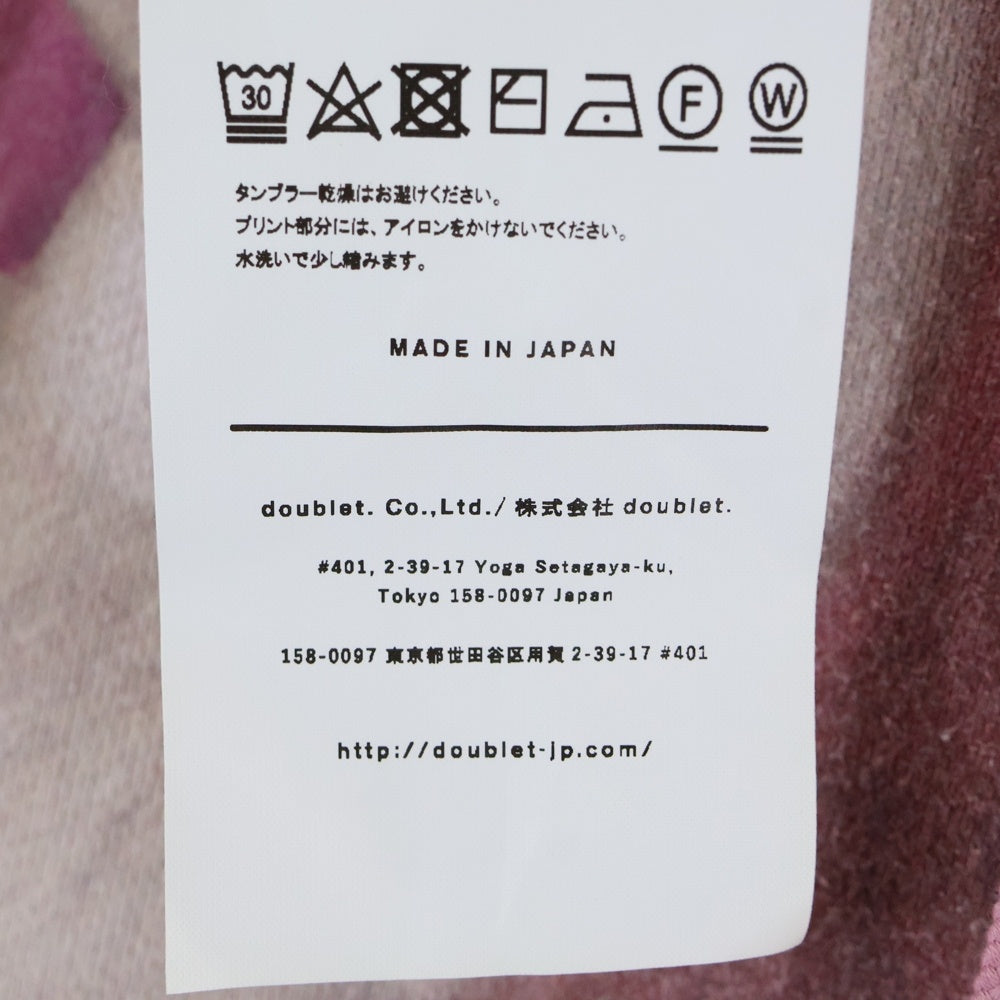 30 F W
タンブラー乾燥はお避けください。
プリント部分には、アイロンをかけないでください。
水洗いで少し縮みます。
MADE IN JAPAN
doublet. Co.,Ltd./ 株式会社 doublet.
#401, 2-39-17 Yoga Setagaya-ku,
Tokyo 158-0097 Japan
158-0097 東京都世田谷区用賀 2-39-17 #401
http://doublet-jp.com/